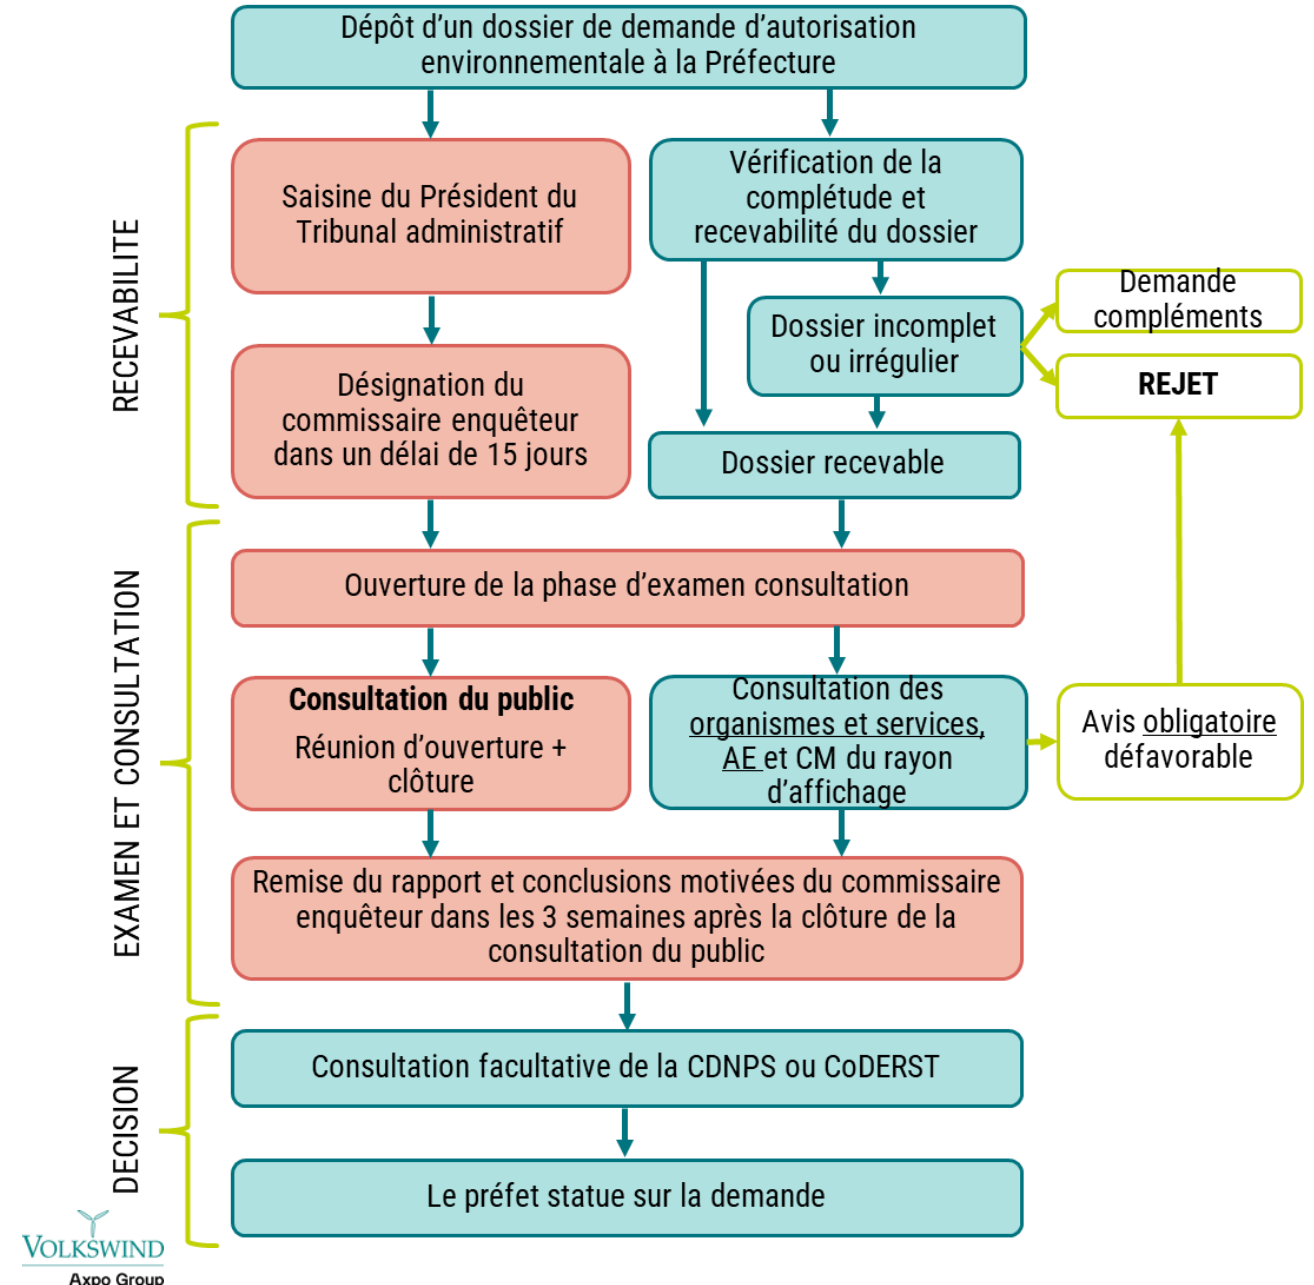 Dépôt d’un dossier de demande d’autorisation
environnementale à la Préfecture
RECEVABILITE
Saisine du Président du
Tribunal administratif
Vérification de la
complétude et
recevabilité du dossier
Dossier incomplet
ou irrégulier
Demande
compléments
REJET
Désignation du
commissaire enquêteur
dans un délai de 15 jours
Dossier recevable
EXAMEN ET CONSULTATION
Ouverture de la phase d’examen consultation
Consultation du public
Réunion d’ouverture +
clôture
Consultation des
organismes et services,
AE et CM du rayon
d’affichage
Avis obligatoire
défavorable
Remise du rapport et conclusions motivées du commissaire
enquêteur dans les 3 semaines après la clôture de la
consultation du public
DECISION
Consultation facultative de la CDNPS ou CoDERST
Le préfet statue sur la demande
VOLKSWIND
Axpo Group